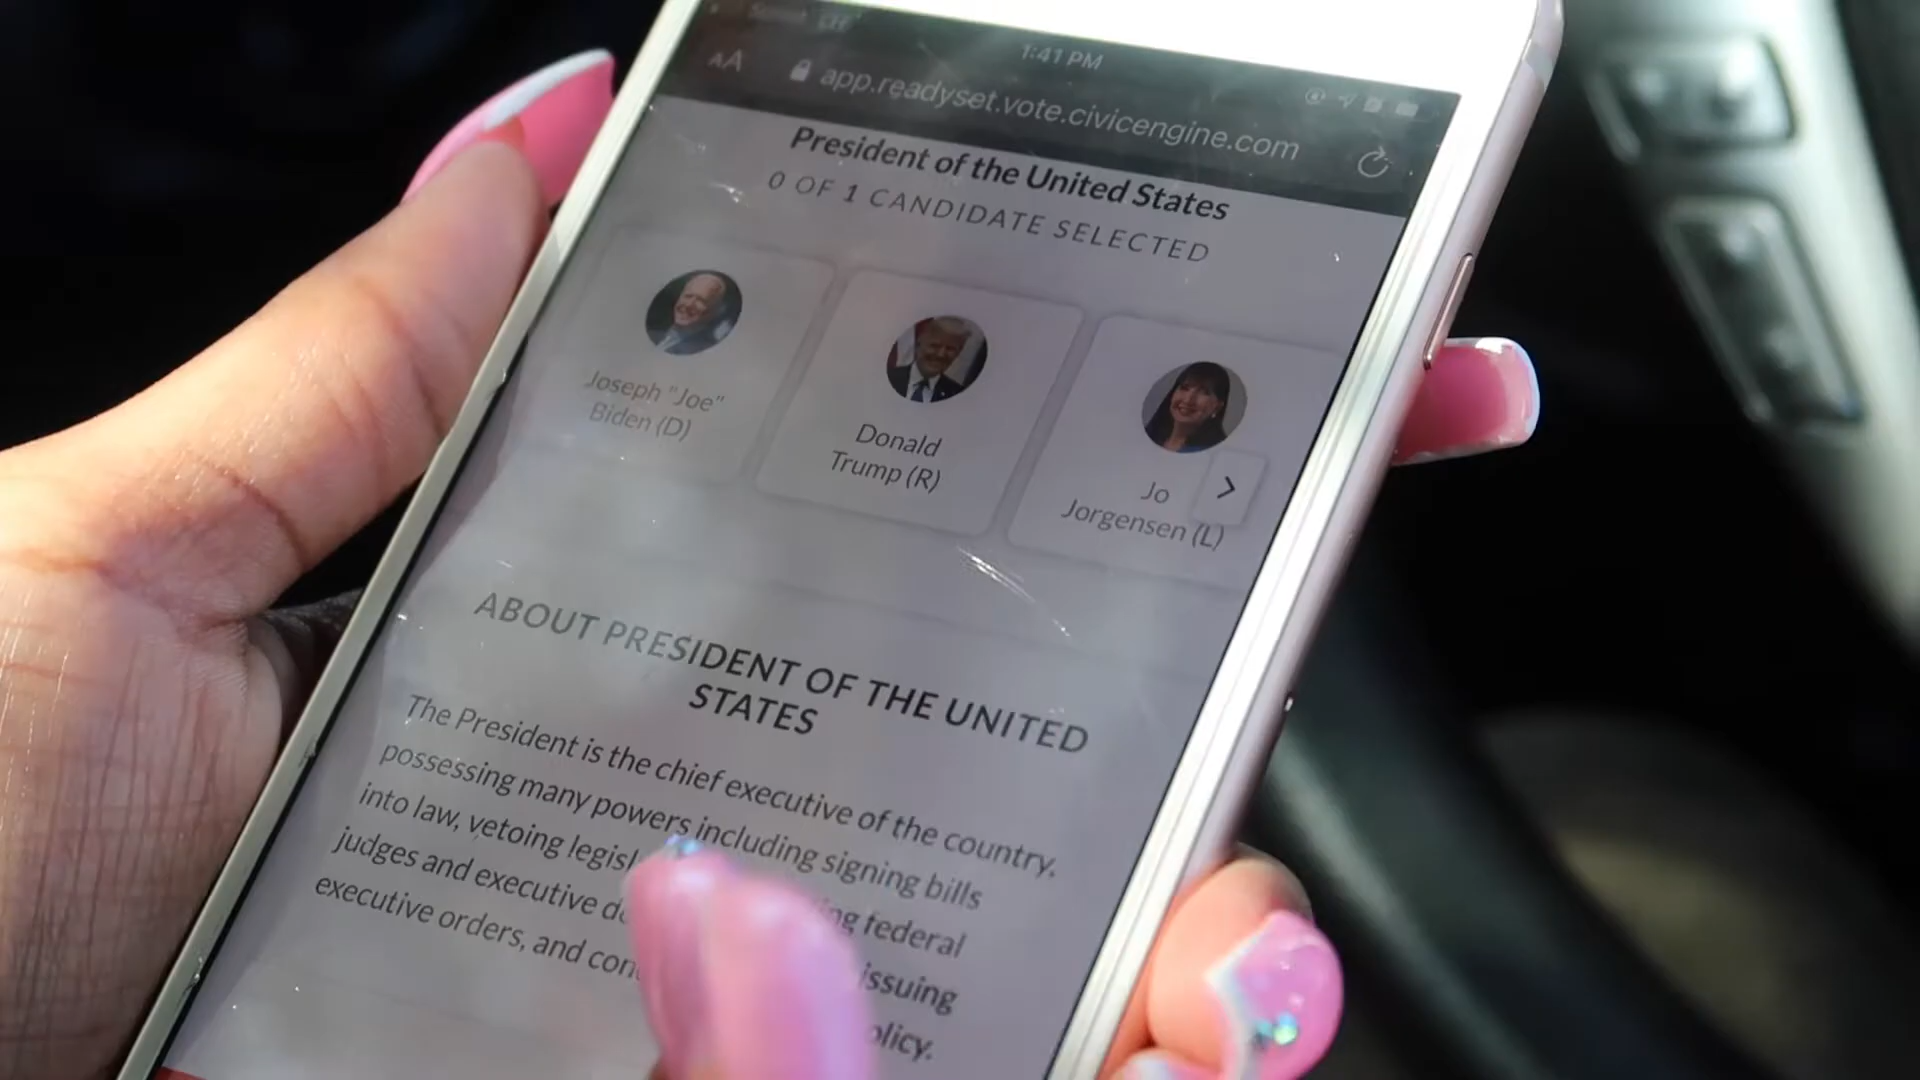 1:41 PM
AA
app.readyset.vote.civicengine.com
President of the United States
0 OF 1 CANDIDATE SELECTED
Joseph "Joe"
Biden (D)
Donald
Trump (R)
Jo
Jorgensen (L)
ABOUT PRESIDENT OF THE UNITED
STATES
The President is the chief executive of the country,
possessing many powers including signing bills
into law, vetoing federal
judges and executive issuing
executive orders, and